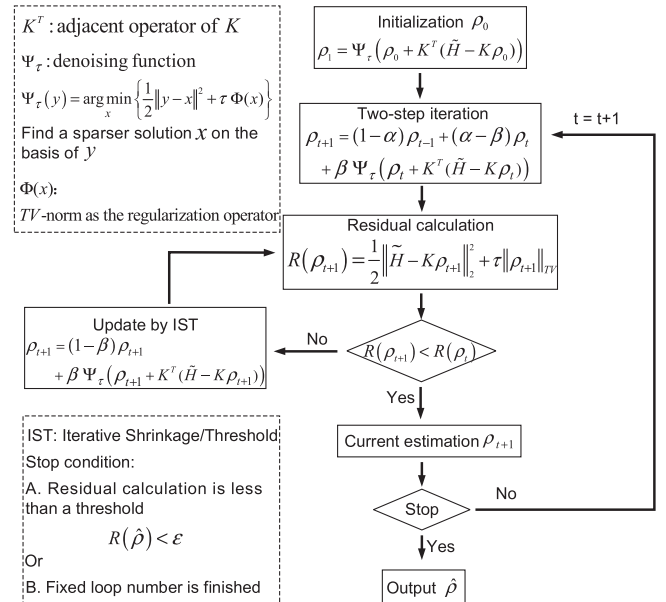 K^T : adjacent operator of K
Ψ_τ : denoising function
Ψ_τ(y) = arg min_x {1/2 ||y−x||^2 + τ Φ(x)}
Find a sparser solution x on the
basis of y
Φ(x):
TV-norm as the regularization operator
Initialization ρ_0
ρ_1 = Ψ_τ(ρ_0 + K^T(H̃ − Kρ_0))
Two-step iteration
ρ_{t+1} = (1−α)ρ_{t−1} + (α−β)ρ_t
+ β Ψ_τ(ρ_t + K^T(H̃ − Kρ_t))
t = t+1
Residual calculation
R(ρ_{t+1}) = 1/2 ||H̃ − Kρ_{t+1}||_2^2 + τ||ρ_{t+1}||_TV
Update by IST
ρ_{t+1} = (1−β)ρ_{t+1}
+ β Ψ_τ(ρ_{t+1} + K^T(H̃ − Kρ_{t+1}))
No
R(ρ_{t+1}) < R(ρ_t)
Yes
Current estimation ρ_{t+1}
Stop
No
Yes
Output ρ̂
IST: Iterative Shrinkage/Threshold
Stop condition:
A. Residual calculation is less
than a threshold
R(ρ̂) < ε
Or
B. Fixed loop number is finished